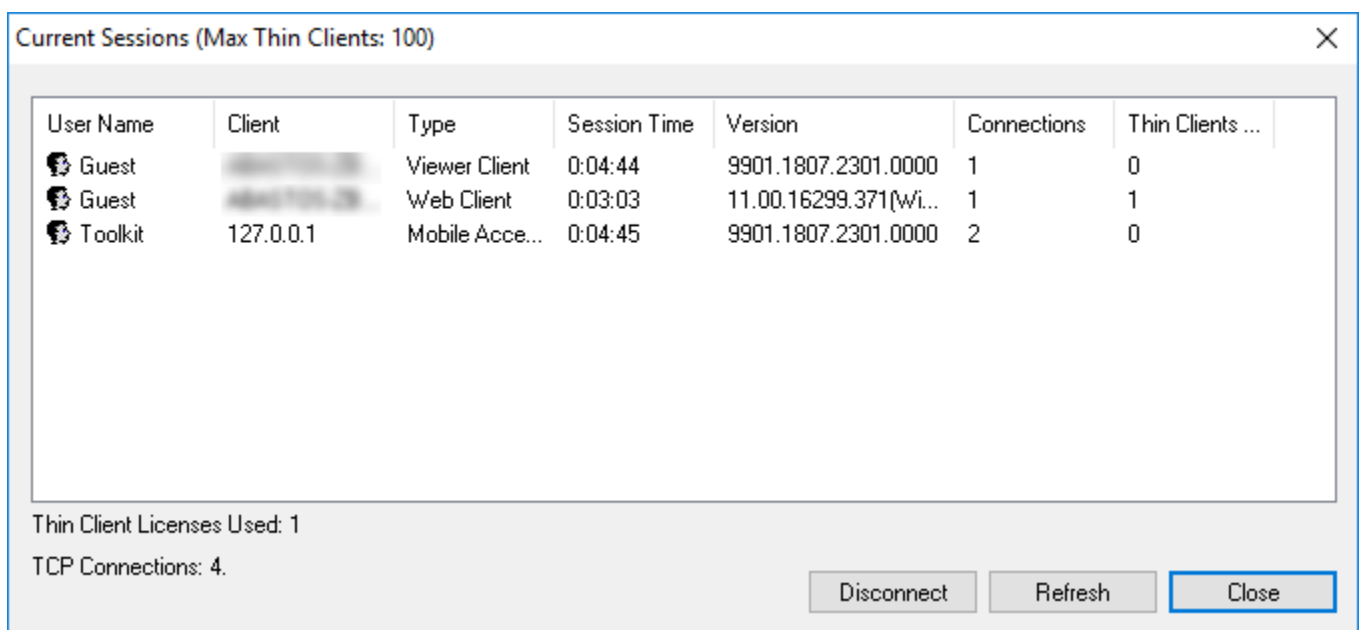 Current Sessions (Max Thin Clients: 100)
User Name Client Type Session Time Version Connections Thin Clients ...
Guest Viewer Client 0:04:44 9901.1807.2301.0000 1 0
Guest Web Client 0:03:03 11.00.16299.371(Wi... 1 1
Toolkit 127.0.0.1 Mobile Acce... 0:04:45 9901.1807.2301.0000 2 0
Thin Client Licenses Used: 1
TCP Connections: 4.
Disconnect Refresh Close